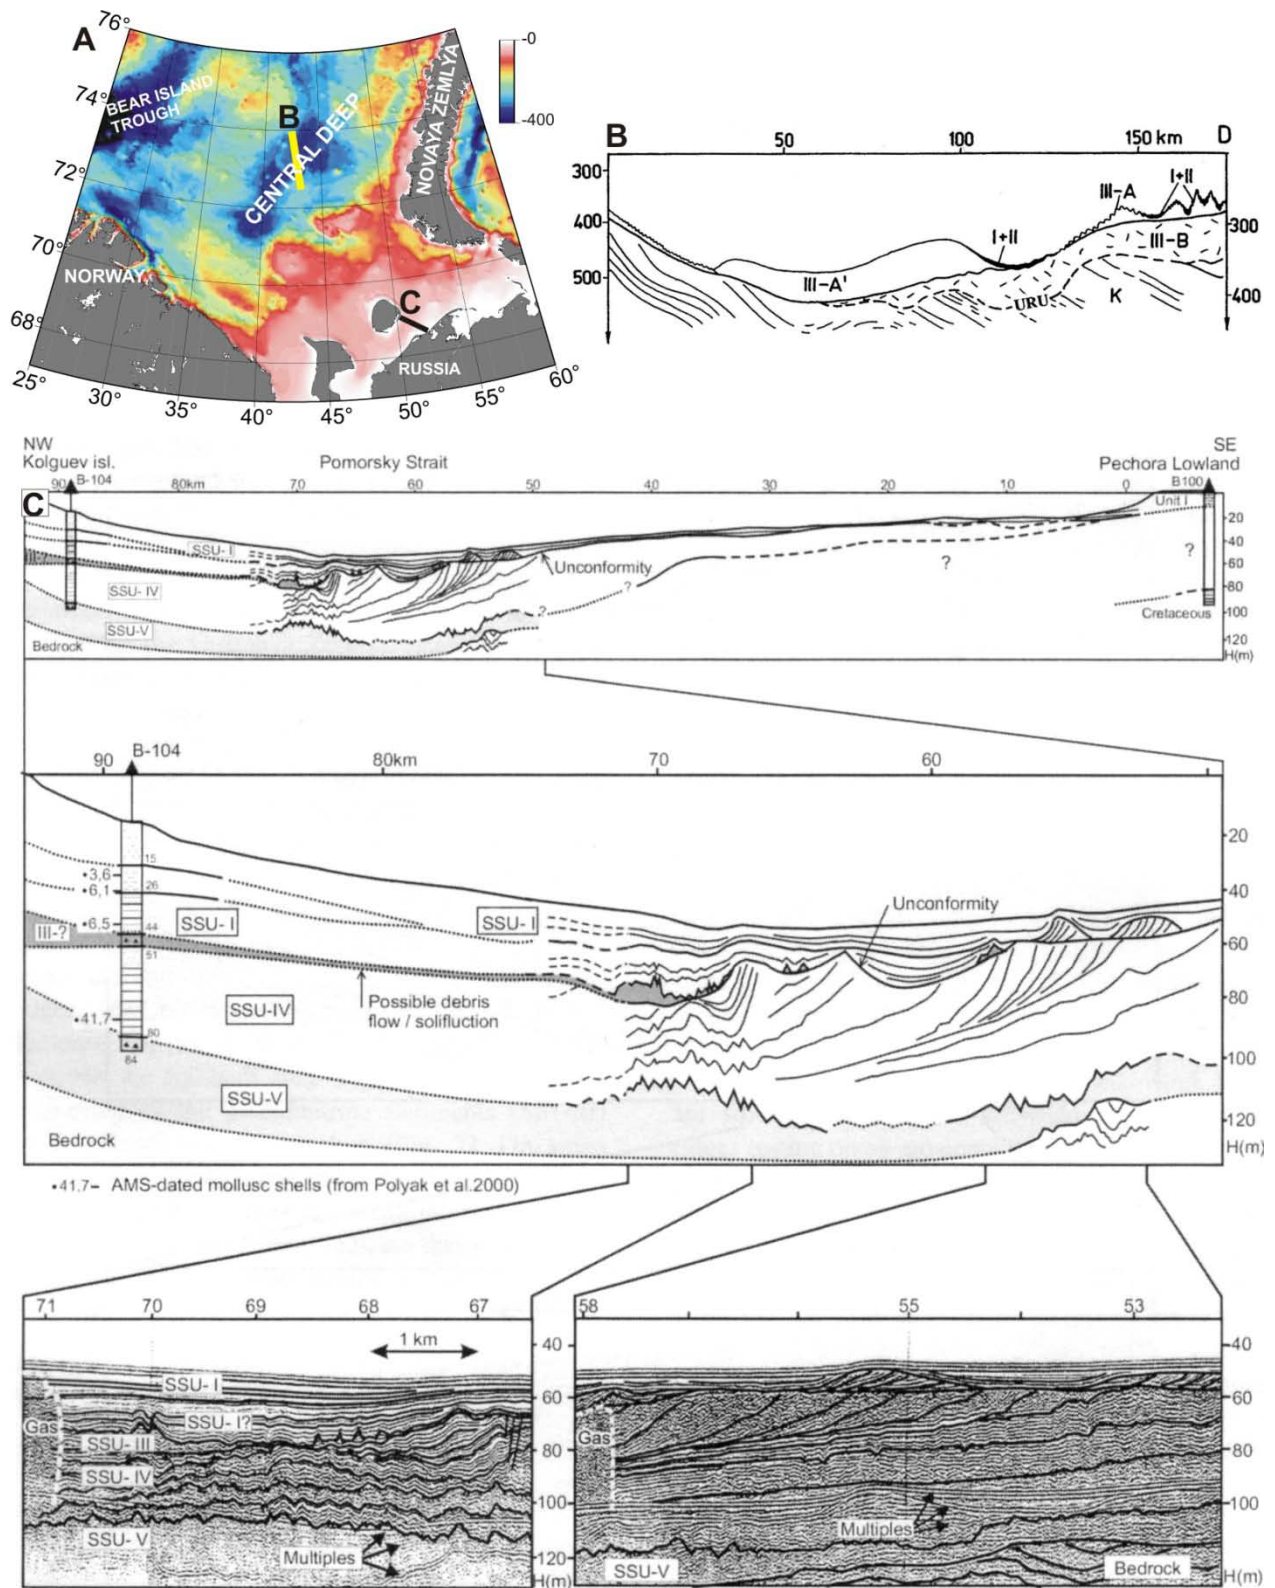 A
76°
74°
72°
70°
68°
25°
30°
35°
40°
45°
50°
55°
60°
-0
-400
BEAR ISLAND
TROUGH
B
CENTRAL DEEP
NOVAYA ZEMLYA
NORWAY
C
RUSSIA
B
50
100
150 km
D
300
400
500
300
400
III-A
I+II
I+II
III-B
III-A'
URU
K
NW
Kolguev isl.
Pomorsky Strait
SE
Pechora Lowland
C
90
B-104
80km
70
60
50
40
30
20
10
0
B100
Unit I
SSU- I
Unconformity
SSU- IV
SSU-V
Bedrock
?
?
?
?
Cretaceous
20
40
60
80
100
120
H(m)
90
B-104
80km
70
60
15
•3,6
26
•6,1
•6,5
44
III-?
51
SSU- I
SSU- I
Unconformity
Possible debris
flow / solifluction
SSU-IV
•41,7
80
84
SSU-V
Bedrock
20
40
60
80
100
120
H(m)
•41,7– AMS-dated mollusc shells (from Polyak et al.2000)
71
70
69
68
67
1 km
SSU- I
SSU- I?
Gas
SSU- III
SSU- IV
SSU- V
Multiples
40
60
80
100
120
H(m)
58
55
53
Gas
Multiples
SSU-V
Bedrock
40
60
80
100
H(m)